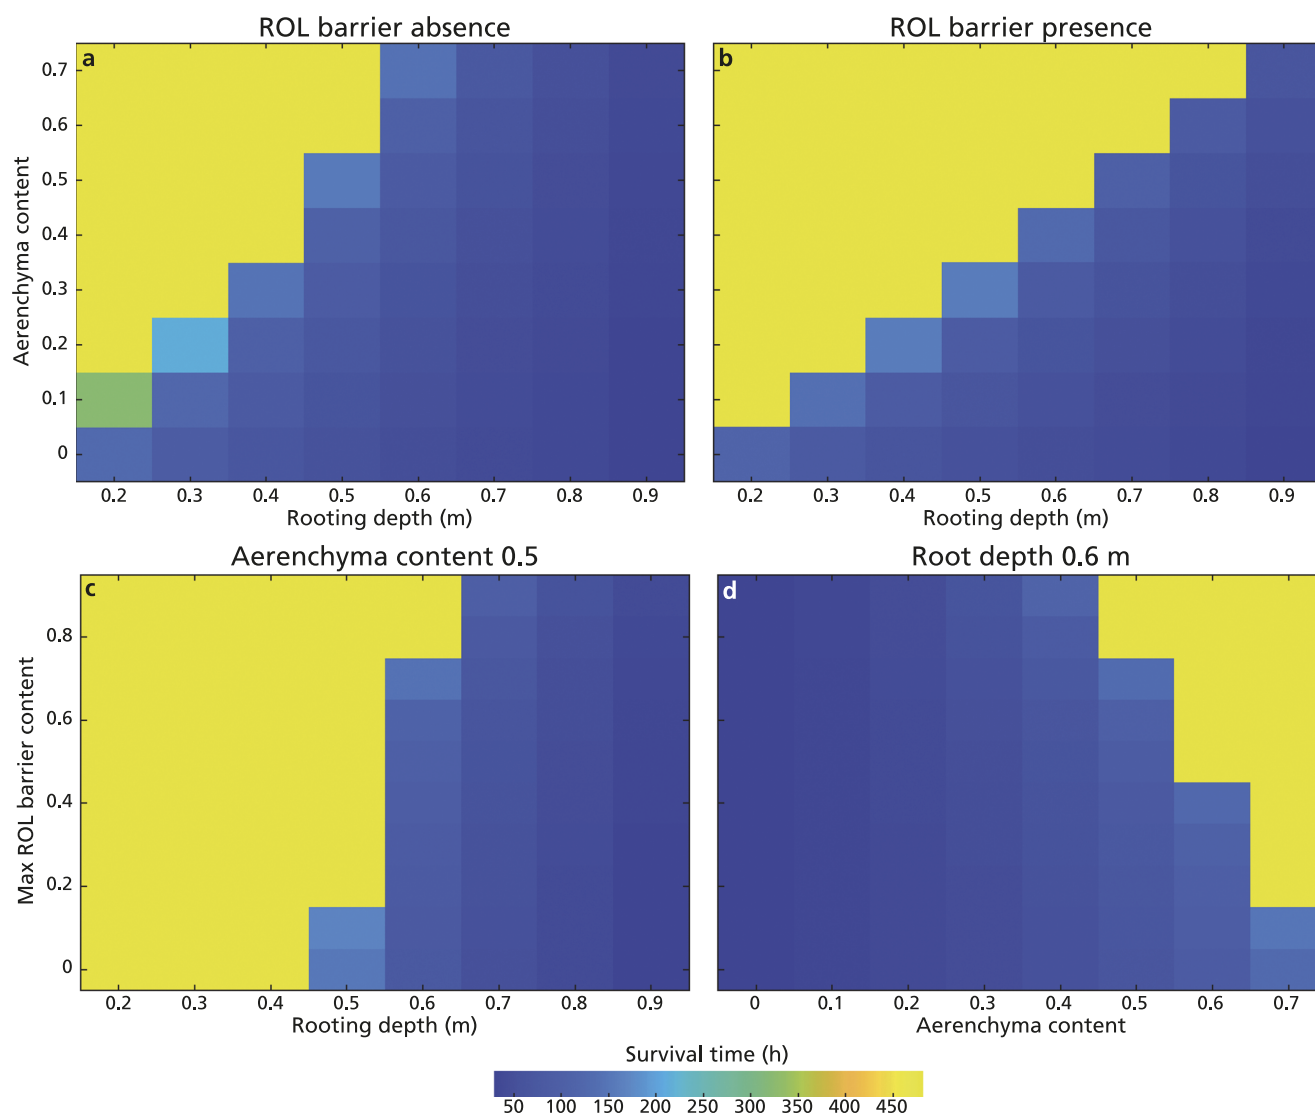 ROL barrier absence
a
0.7
0.6
0.5
0.4
0.3
0.2
0.1
0
Aerenchyma content
0.2 0.3 0.4 0.5 0.6 0.7 0.8 0.9
Rooting depth (m)
ROL barrier presence
b
0.2 0.3 0.4 0.5 0.6 0.7 0.8 0.9
Rooting depth (m)
Aerenchyma content 0.5
c
0.8
0.6
0.4
0.2
0
Max ROL barrier content
0.2 0.3 0.4 0.5 0.6 0.7 0.8 0.9
Rooting depth (m)
Root depth 0.6 m
d
0 0.1 0.2 0.3 0.4 0.5 0.6 0.7
Aerenchyma content
Survival time (h)
50 100 150 200 250 300 350 400 450